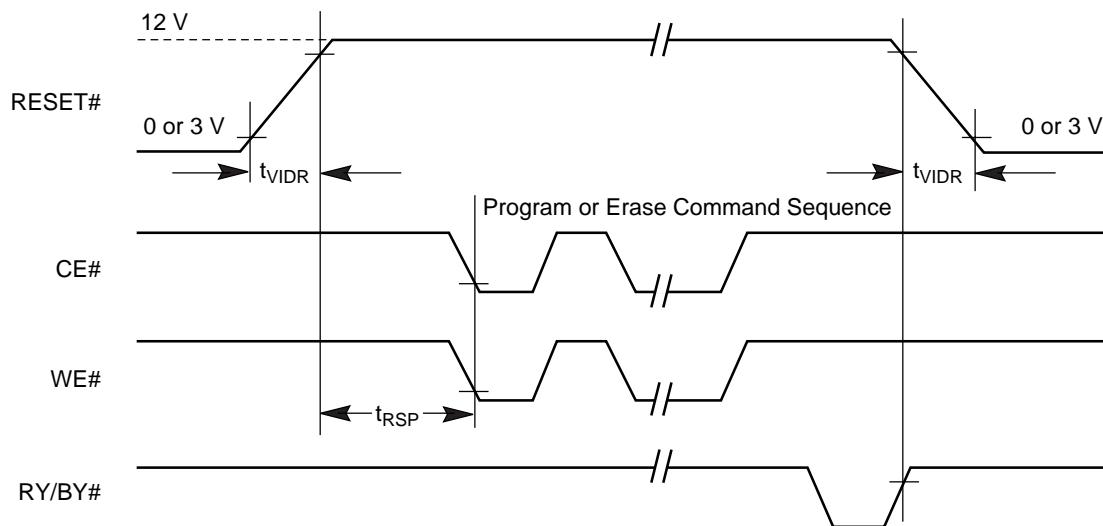 12 V
RESET#
0 or 3 V
0 or 3 V
tVIDR
tVIDR
Program or Erase Command Sequence
CE#
WE#
tRSP
RY/BY#